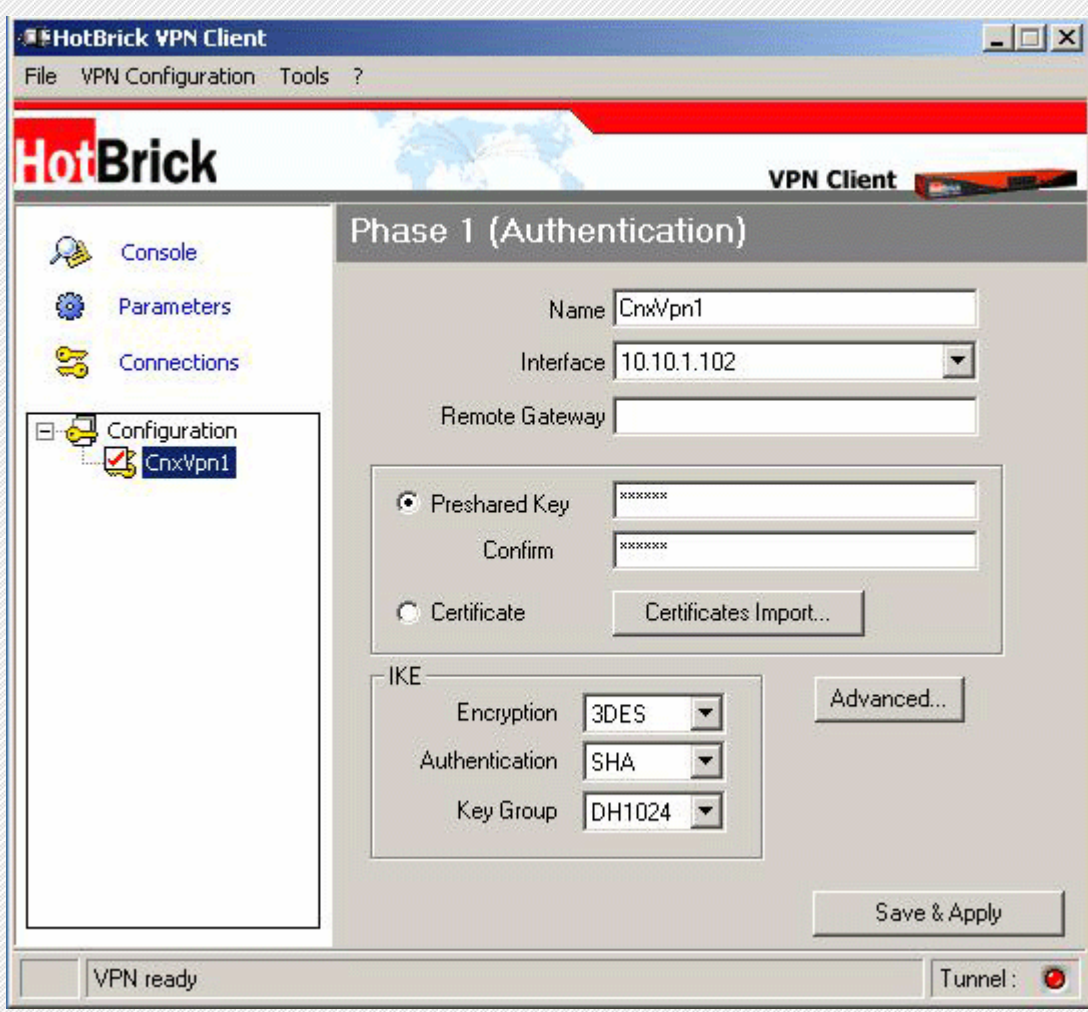 HotBrick VPN Client
File VPN Configuration Tools ?
HotBrick
VPN Client
Console
Parameters
Connections
Configuration
CnxVpn1
Phase 1 (Authentication)
Name CnxVpn1
Interface 10.10.1.102
Remote Gateway
Preshared Key ******
Confirm ******
Certificate Certificates Import...
IKE
Encryption 3DES
Authentication SHA
Key Group DH1024
Advanced...
Save & Apply
VPN ready
Tunnel :